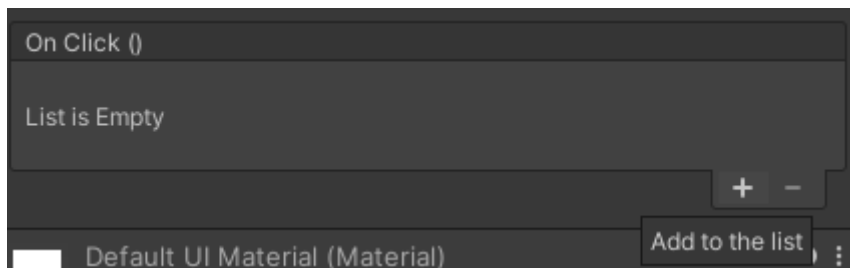 On Click ()
List is Empty
+ −
Add to the list
Default UI Material (Material)